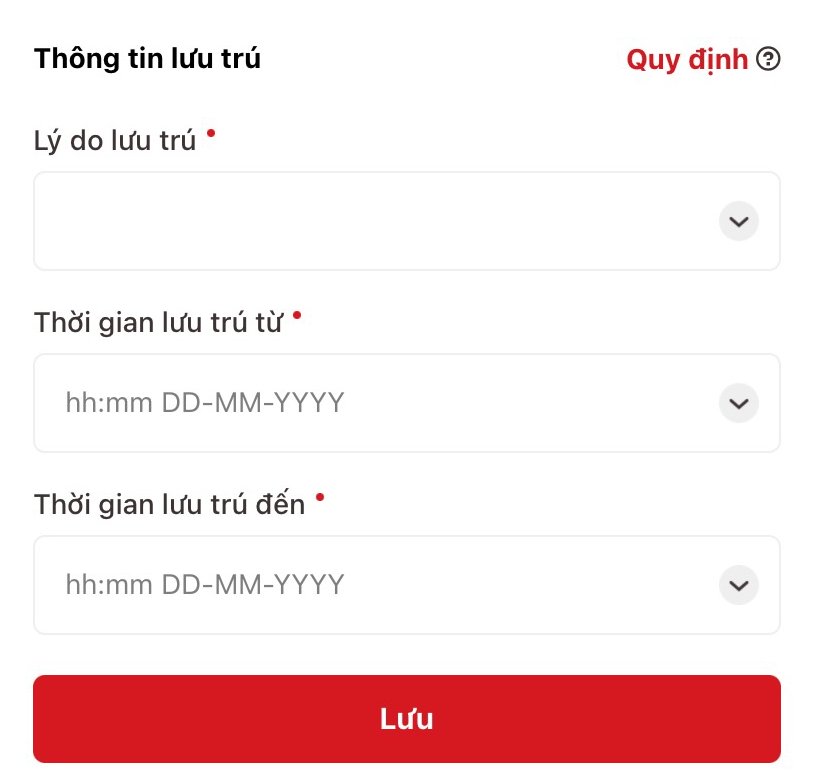 Thông tin lưu trú
Quy định
Lý do lưu trú
Thời gian lưu trú từ
hh:mm DD-MM-YYYY
Thời gian lưu trú đến
hh:mm DD-MM-YYYY
Lưu